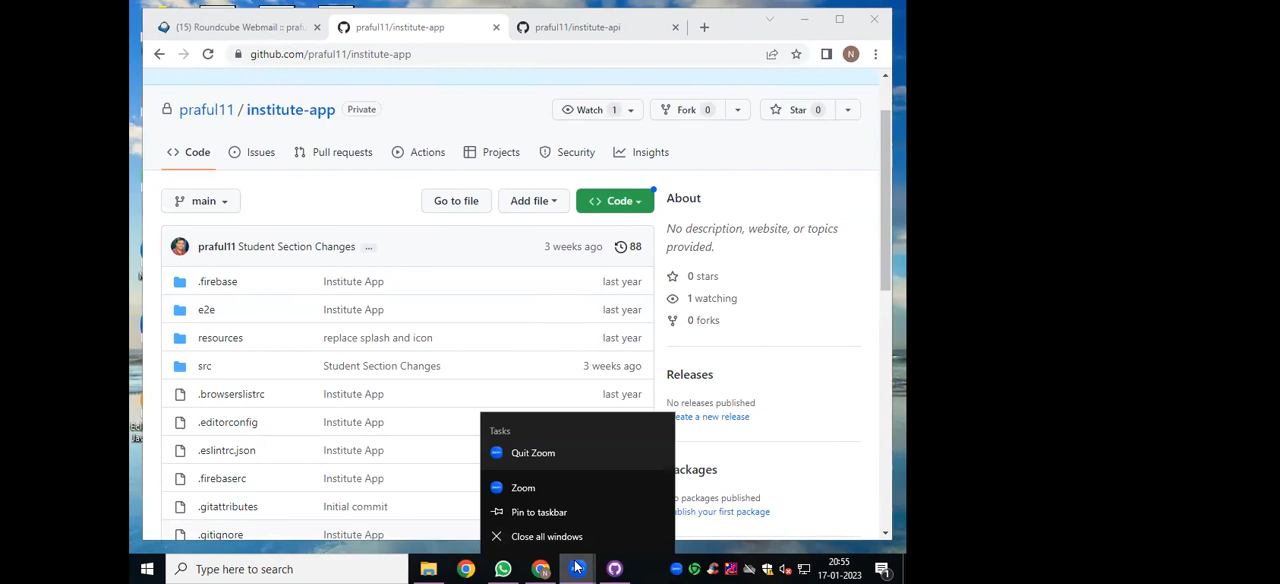 (15) Roundcube Webmail :: praf
praful11/institute-app
praful11/institute-api
github.com/praful11/institute-app
N
praful11 / institute-app Private
Watch 1
Fork 0
Star 0
Code
Issues
Pull requests
Actions
Projects
Security
Insights
main
Go to file
Add file
Code
praful11 Student Section Changes ... 3 weeks ago 88
.firebase Institute App last year
e2e Institute App last year
resources replace splash and icon last year
src Student Section Changes 3 weeks ago
.browserslistrc Institute App last year
.editorconfig Institute App
.eslintrc.json Institute App
.firebaserc Institute App
.gitattributes Initial commit
.gitignore Institute App
About
No description, website, or topics
provided.
0 stars
1 watching
0 forks
Releases
No releases published
eate a new release
ackages
o packages published
ublish your first package
Tasks
Quit Zoom
Zoom
Pin to taskbar
Close all windows
Type here to search
20:55
17-01-2023
1